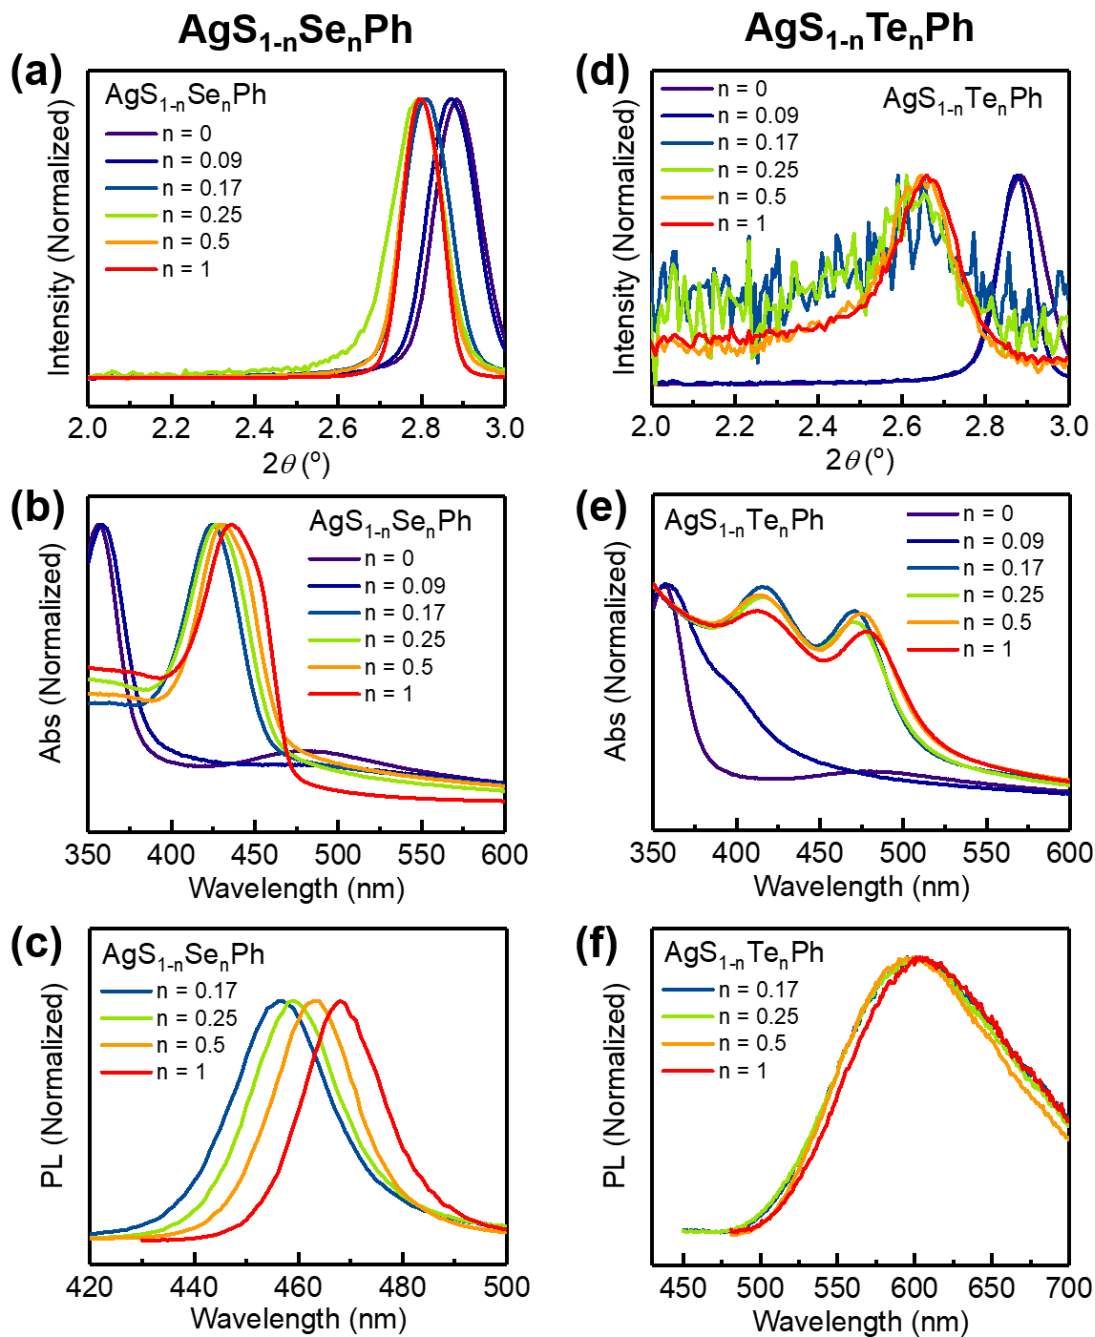 AgS1-nSenPh
AgS1-nTenPh
(a)
AgS1-nSenPh
n = 0
n = 0.09
n = 0.17
n = 0.25
n = 0.5
n = 1
Intensity (Normalized)
2.0 2.2 2.4 2.6 2.8 3.0
2θ (º)
(d)
n = 0
n = 0.09
n = 0.17
n = 0.25
n = 0.5
n = 1
AgS1-nTenPh
Intensity (Normalized)
2.0 2.2 2.4 2.6 2.8 3.0
2θ (º)
(b)
AgS1-nSenPh
n = 0
n = 0.09
n = 0.17
n = 0.25
n = 0.5
n = 1
Abs (Normalized)
350 400 450 500 550 600
Wavelength (nm)
(e)
AgS1-nTenPh
n = 0
n = 0.09
n = 0.17
n = 0.25
n = 0.5
n = 1
Abs (Normalized)
350 400 450 500 550 600
Wavelength (nm)
(c)
AgS1-nSenPh
n = 0.17
n = 0.25
n = 0.5
n = 1
PL (Normalized)
420 440 460 480 500
Wavelength (nm)
(f)
AgS1-nTenPh
n = 0.17
n = 0.25
n = 0.5
n = 1
PL (Normalized)
450 500 550 600 650 700
Wavelength (nm)